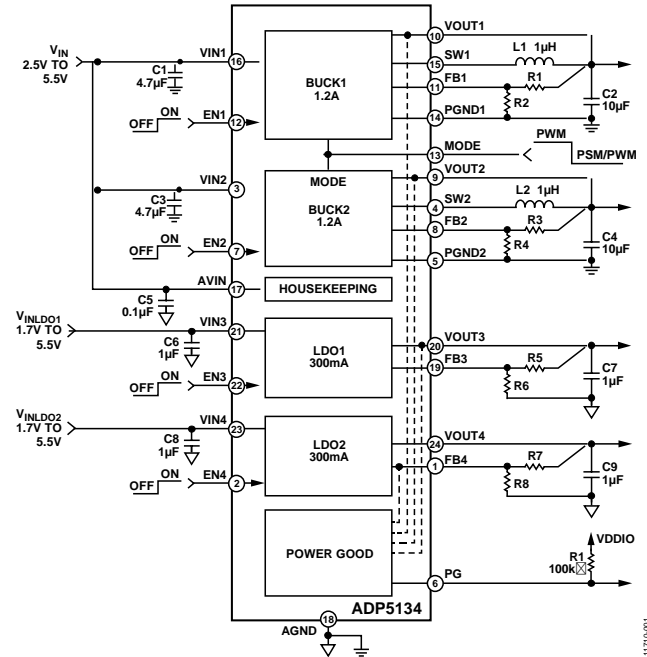 VIN
2.5V TO
5.5V
C1
4.7µF
VIN1
16
OFF ON EN1
12
BUCK1
1.2A
VOUT1
10
SW1
15
L1 1µH
FB1
11
R1
R2
PGND1
14
C2
10µF
MODE
13
PWM
PSM/PWM
VIN2
3
C3
4.7µF
OFF ON EN2
7
MODE
BUCK2
1.2A
VOUT2
9
SW2
4
L2 1µH
FB2
8
R3
R4
PGND2
5
C4
10µF
AVIN
17
C5
0.1µF
HOUSEKEEPING
VINLDO1
1.7V TO
5.5V
VIN3
21
C6
1µF
OFF ON EN3
22
LDO1
300mA
VOUT3
20
FB3
19
R5
R6
C7
1µF
VINLDO2
1.7V TO
5.5V
VIN4
23
C8
1µF
OFF ON EN4
2
LDO2
300mA
VOUT4
24
FB4
1
R7
R8
C9
1µF
POWER GOOD
VDDIO
R1
100k
PG
6
ADP5134
18
AGND
11710-001